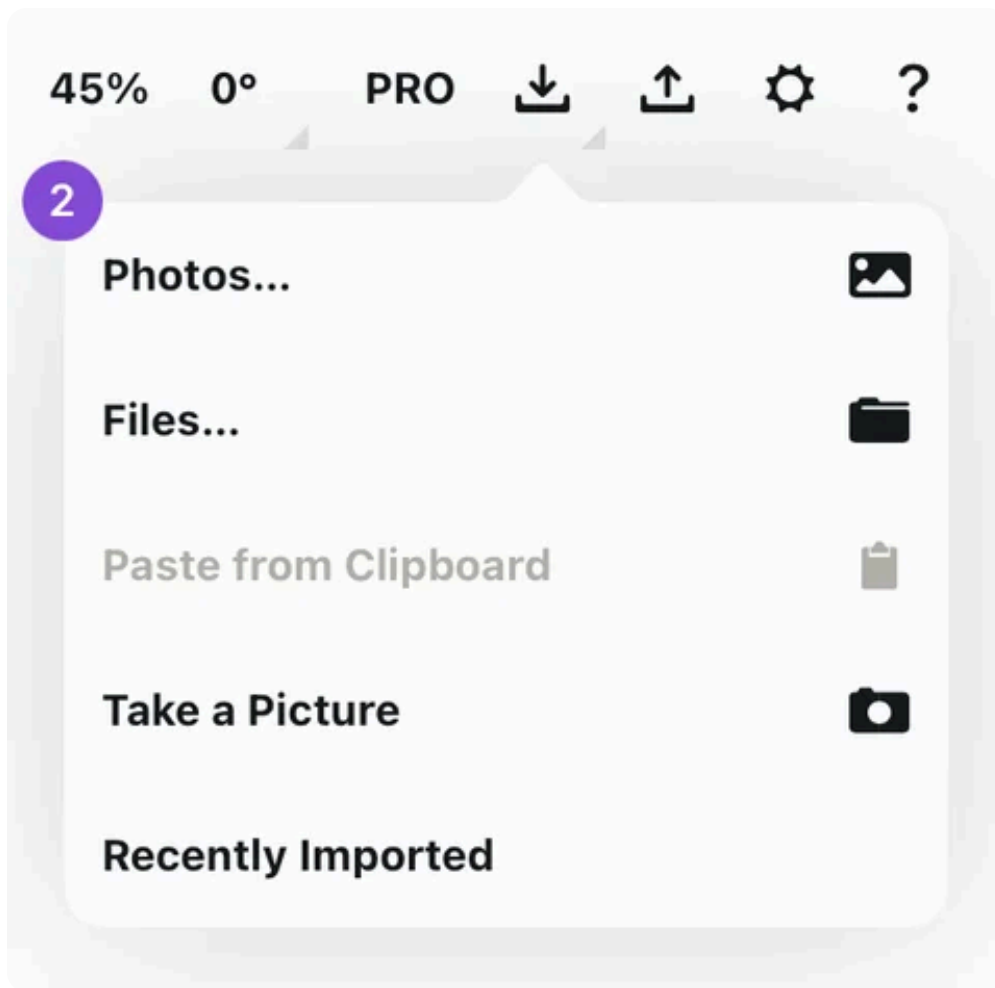 45% 0° PRO ?
2
Photos...
Files...
Paste from Clipboard
Take a Picture
Recently Imported